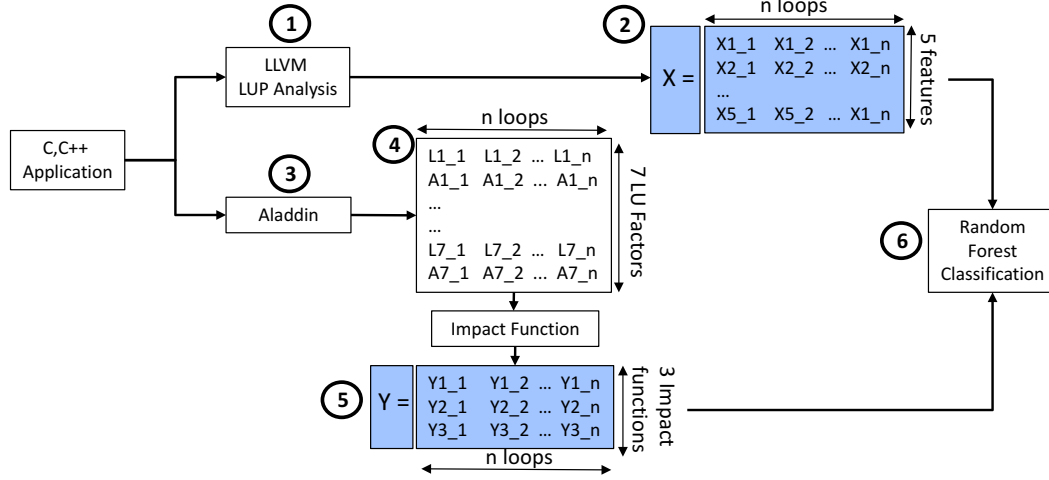 1
2
n loops
LLVM
LUP Analysis
X =
X1_1 X1_2 ... X1_n
X2_1 X2_2 ... X2_n
...
X5_1 X5_2 ... X1_n
5 features
C,C++
Application
3
Aladdin
4
n loops
L1_1 L1_2 ... L1_n
A1_1 A1_2 ... A1_n
...
...
L7_1 L7_2 ... L7_n
A7_1 A7_2 ... A7_n
7 LU Factors
6
Random
Forest
Classification
Impact Function
5
Y =
Y1_1 Y1_2 ... Y1_n
Y2_1 Y2_2 ... Y2_n
Y3_1 Y3_2 ... Y3_n
3 Impact
functions
n loops